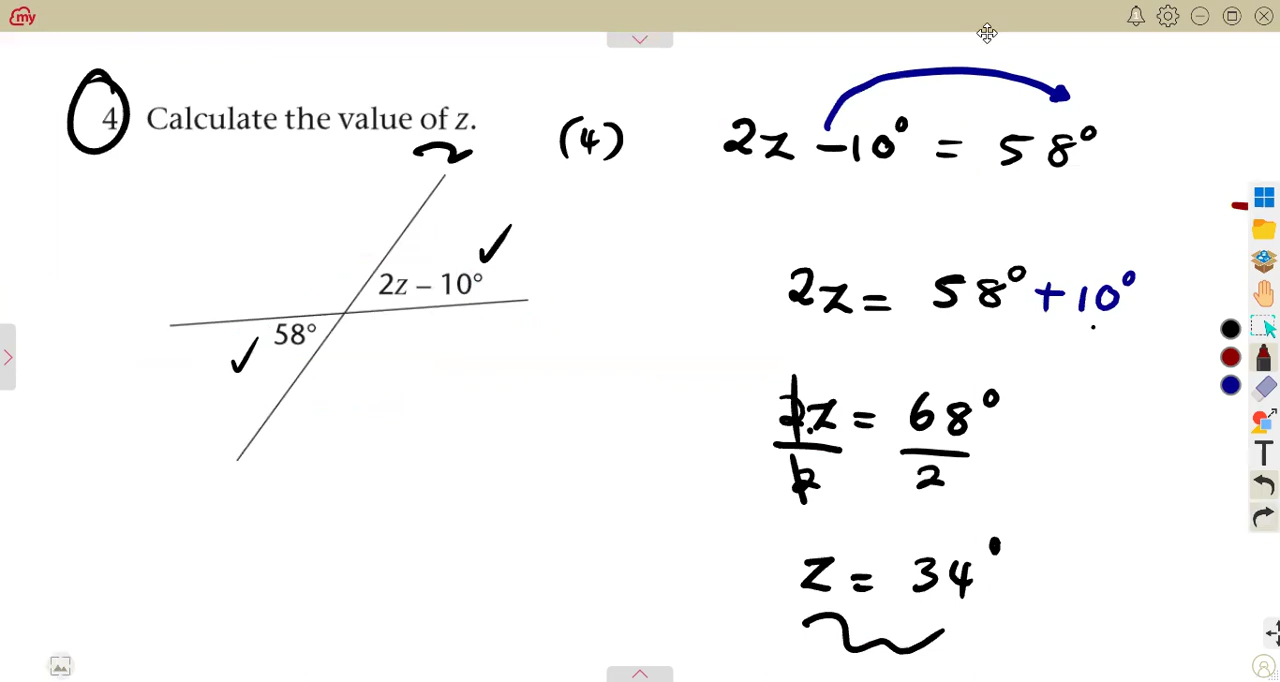 my
4 Calculate the value of z.
(4)
2z − 10° = 58°
2z − 10°
58°
2z = 58° + 10°
2z = 68°
2 2
z = 34°
T